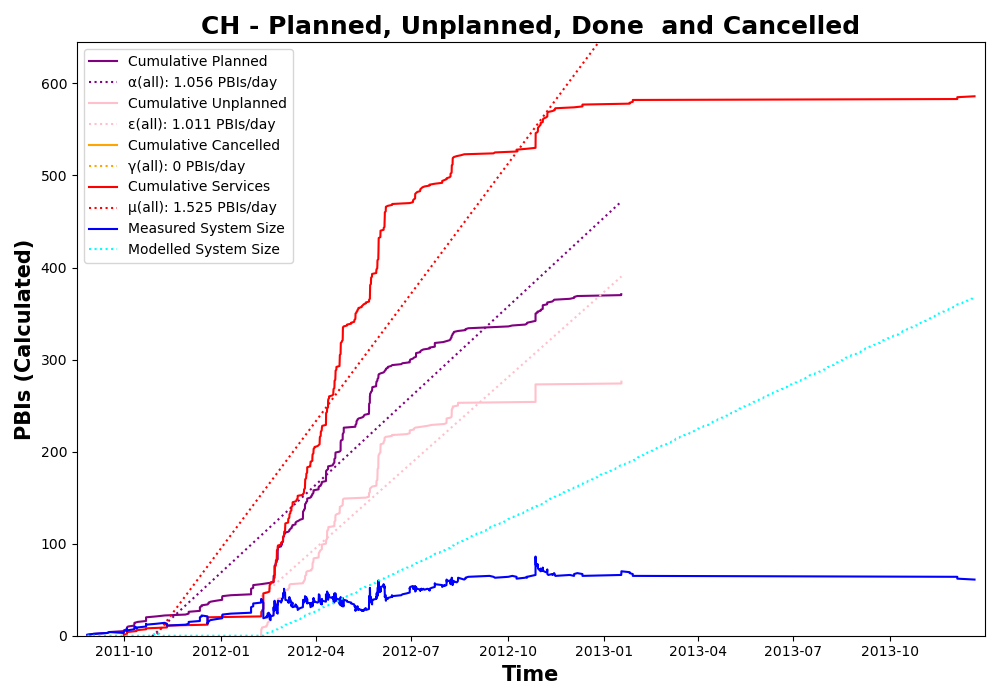 CH - Planned, Unplanned, Done  and Cancelled
Cumulative Planned
α(all): 1.056 PBIs/day
Cumulative Unplanned
ε(all): 1.011 PBIs/day
Cumulative Cancelled
γ(all): 0 PBIs/day
Cumulative Services
μ(all): 1.525 PBIs/day
Measured System Size
Modelled System Size
PBIs (Calculated)
600
500
400
300
200
100
0
2011-10 2012-01 2012-04 2012-07 2012-10 2013-01 2013-04 2013-07 2013-10
Time